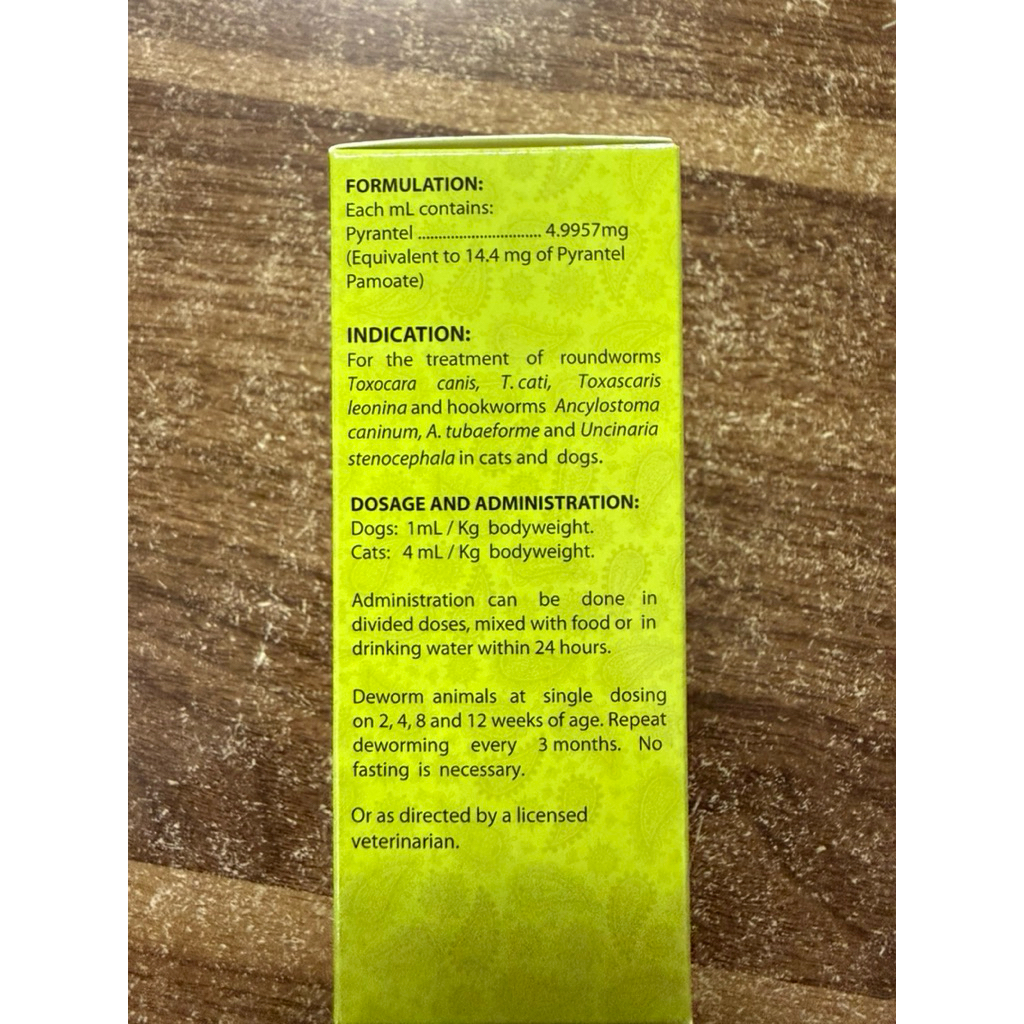 FORMULATION:
Each mL contains:
Pyrantel .............................. 4.9957mg
(Equivalent to 14.4 mg of Pyrantel
Pamoate)
INDICATION:
For the treatment of roundworms
Toxocara canis, T. cati, Toxascaris
leonina and hookworms Ancylostoma
caninum, A. tubaeforme and Uncinaria
stenocephala in cats and dogs.
DOSAGE AND ADMINISTRATION:
Dogs: 1mL / Kg bodyweight.
Cats: 4 mL / Kg bodyweight.
Administration can be done in
divided doses, mixed with food or in
drinking water within 24 hours.
Deworm animals at single dosing
on 2, 4, 8 and 12 weeks of age. Repeat
deworming every 3 months. No
fasting is necessary.
Or as directed by a licensed
veterinarian.